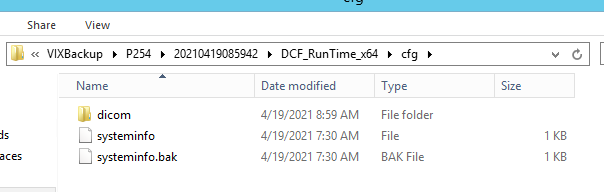 cfg
Share View
« VIXBackup ▸ P254 ▸ 20210419085942 ▸ DCF_RunTime_x64 ▸ cfg ▸
Name Date modified Type Size
dicom 4/19/2021 8:59 AM File folder
systeminfo 4/19/2021 7:30 AM File 1 KB
systeminfo.bak 4/19/2021 7:30 AM BAK File 1 KB
ds
aces